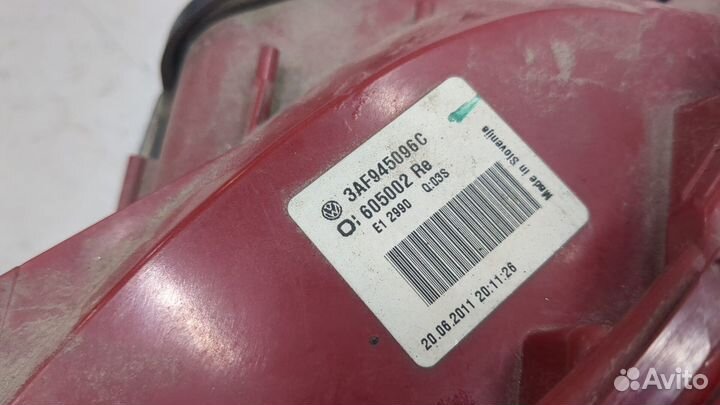 3AF945096C
O: 605002 Re
E1 2990 Q:03S
Made in Slovenija
20.06.2011 20:11:26
Avito